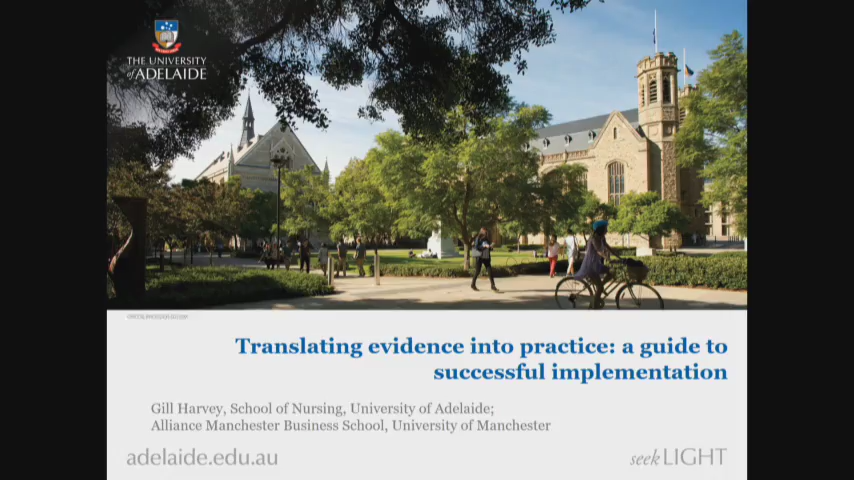 THE UNIVERSITY
of ADELAIDE
Translating evidence into practice: a guide to
successful implementation
Gill Harvey, School of Nursing, University of Adelaide;
Alliance Manchester Business School, University of Manchester
adelaide.edu.au
seek LIGHT